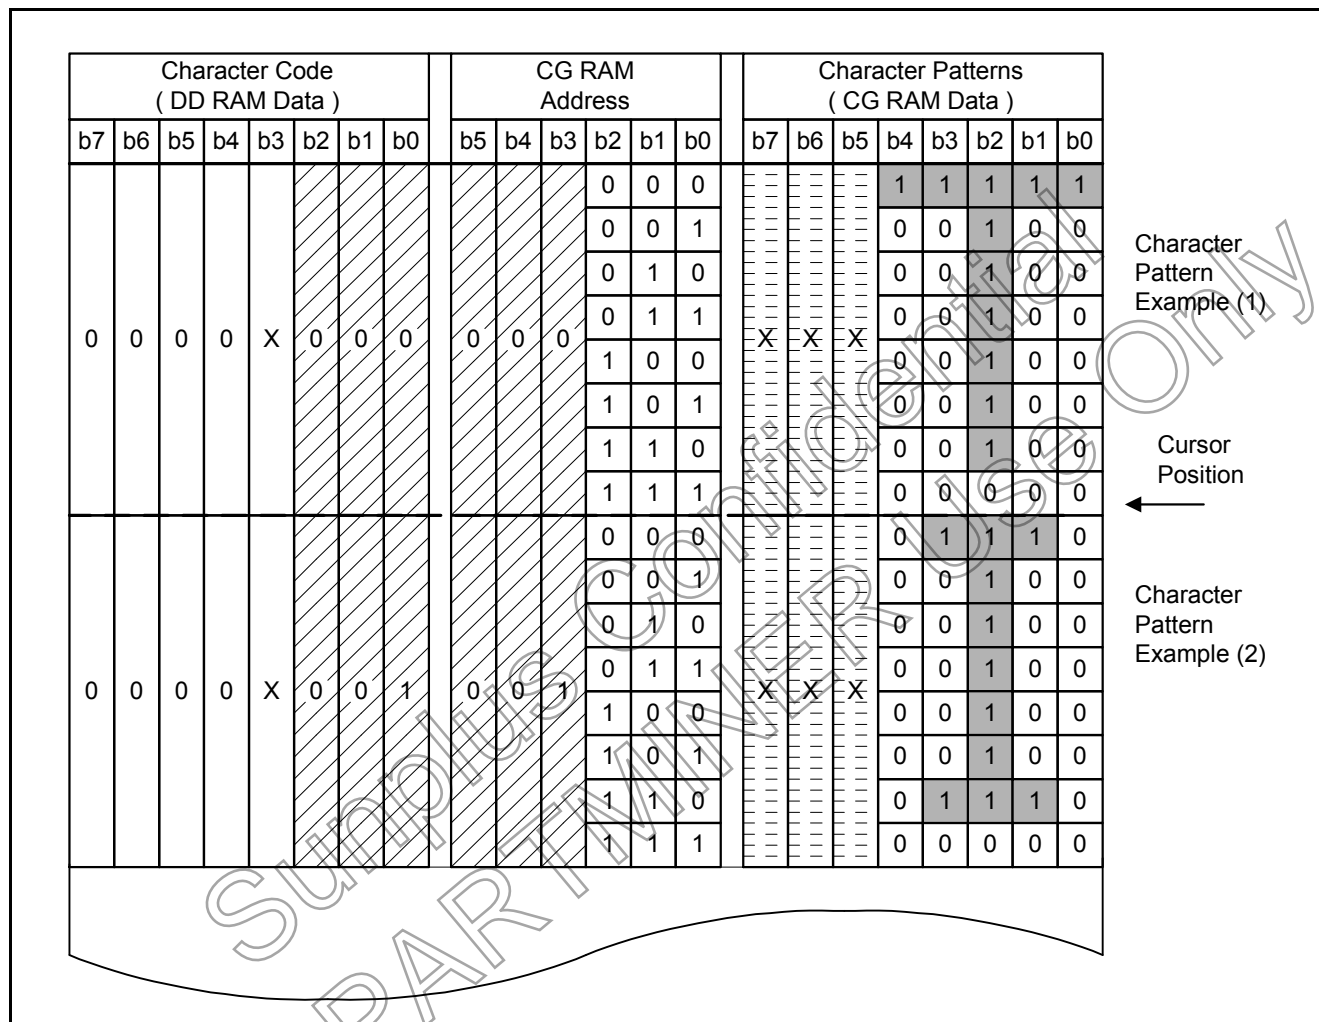 Character Code CG RAM Character Patterns
( DD RAM Data ) Address ( CG RAM Data )
b7 b6 b5 b4 b3 b2 b1 b0 b5 b4 b3 b2 b1 b0 b7 b6 b5 b4 b3 b2 b1 b0
0 0 0 1 1 1 1 1
0 0 1 0 0 1 0 0
Character
0 1 0 0 0 1 0 0
Pattern
Example (1)
0 1 1 0 0 1 0 0
0 0 0 0 X 0 0 0 0 0 0 X X X
1 0 0 0 0 1 0 0
1 0 1 0 0 1 0 0
1 1 0 0 0 1 0 0
Cursor
Position
1 1 1 0 0 0 0 0
0 0 0 0 1 1 1 0
0 0 1 0 0 1 0 0
Character
0 1 0 0 0 1 0 0
Pattern
Example (2)
0 1 1 0 0 1 0 0
0 0 0 0 X 0 0 1 0 0 1 X X X
1 0 0 0 0 1 0 0
1 0 1 0 0 1 0 0
1 1 0 0 1 1 1 0
1 1 1 0 0 0 0 0
Sunplus Confidential
PARTMINER Use Only